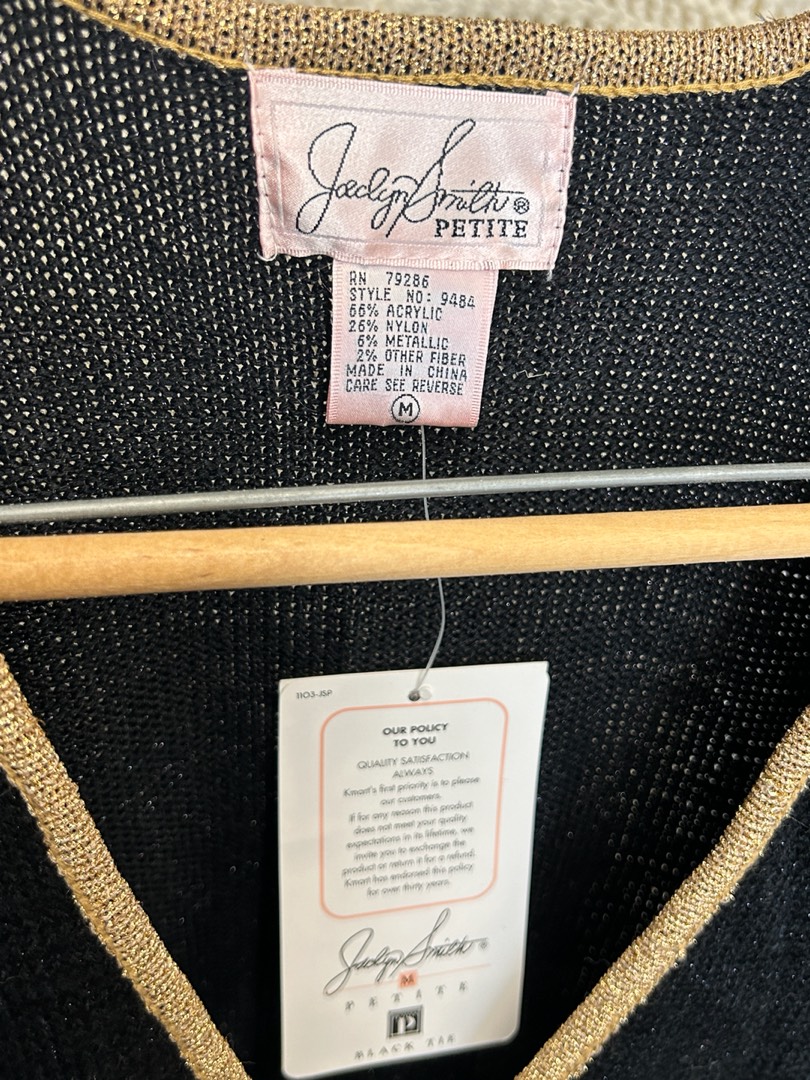 Jaclyn Smith ®
PETITE
RN 79286
STYLE NO: 9484
66% ACRYLIC
26% NYLON
6% METALLIC
2% OTHER FIBER
MADE IN CHINA
CARE SEE REVERSE
M
1103-JSP
OUR POLICY
TO YOU
QUALITY SATISFACTION
ALWAYS
Kmart's first priority is to please
our customers.
If for any reason this product
does not meet your quality
expectations in its lifetime, we
invite you to exchange the
product or return it for a refund.
Kmart has endorsed this policy
for over thirty years.
Jaclyn Smith ®
M
PETITE
BLACK TIE